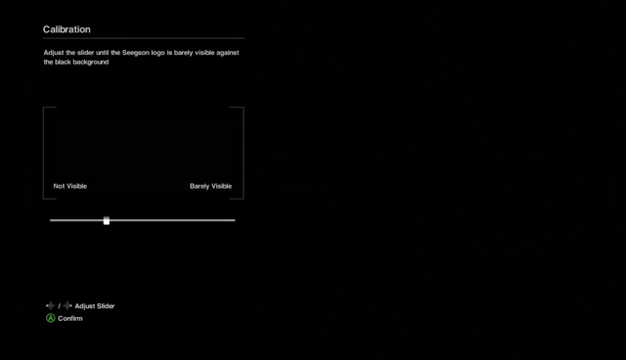 Calibration
Adjust the slider until the Seegson logo is barely visible against
the black background
Not Visible Barely Visible
/ Adjust Slider
A Confirm